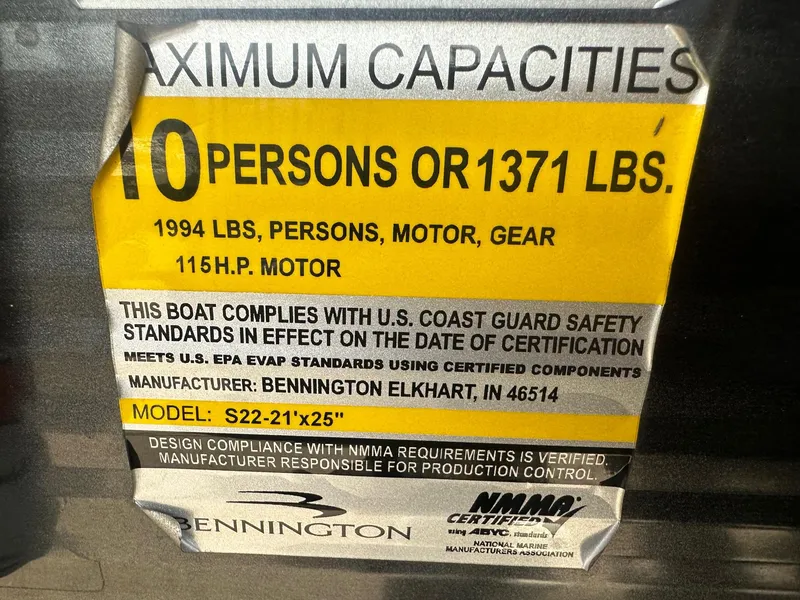 AXIMUM CAPACITIES
10 PERSONS OR 1371 LBS.
1994 LBS, PERSONS, MOTOR, GEAR
115 H.P. MOTOR
THIS BOAT COMPLIES WITH U.S. COAST GUARD SAFETY
STANDARDS IN EFFECT ON THE DATE OF CERTIFICATION
MEETS U.S. EPA EVAP STANDARDS USING CERTIFIED COMPONENTS
MANUFACTURER: BENNINGTON ELKHART, IN 46514
MODEL: S22-21'x25"
DESIGN COMPLIANCE WITH NMMA REQUIREMENTS IS VERIFIED.
MANUFACTURER RESPONSIBLE FOR PRODUCTION CONTROL.
BENNINGTON
NMMA
CERTIFIED
using ABYC standards
NATIONAL MARINE
MANUFACTURERS ASSOCIATION